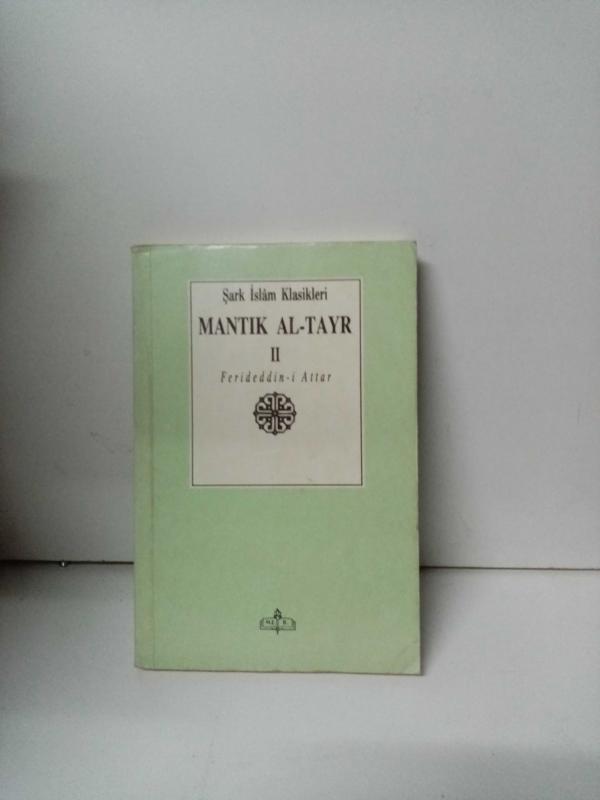 Şark İslâm Klasikleri
MANTIK AL-TAYR
II
Ferideddin-i Attar